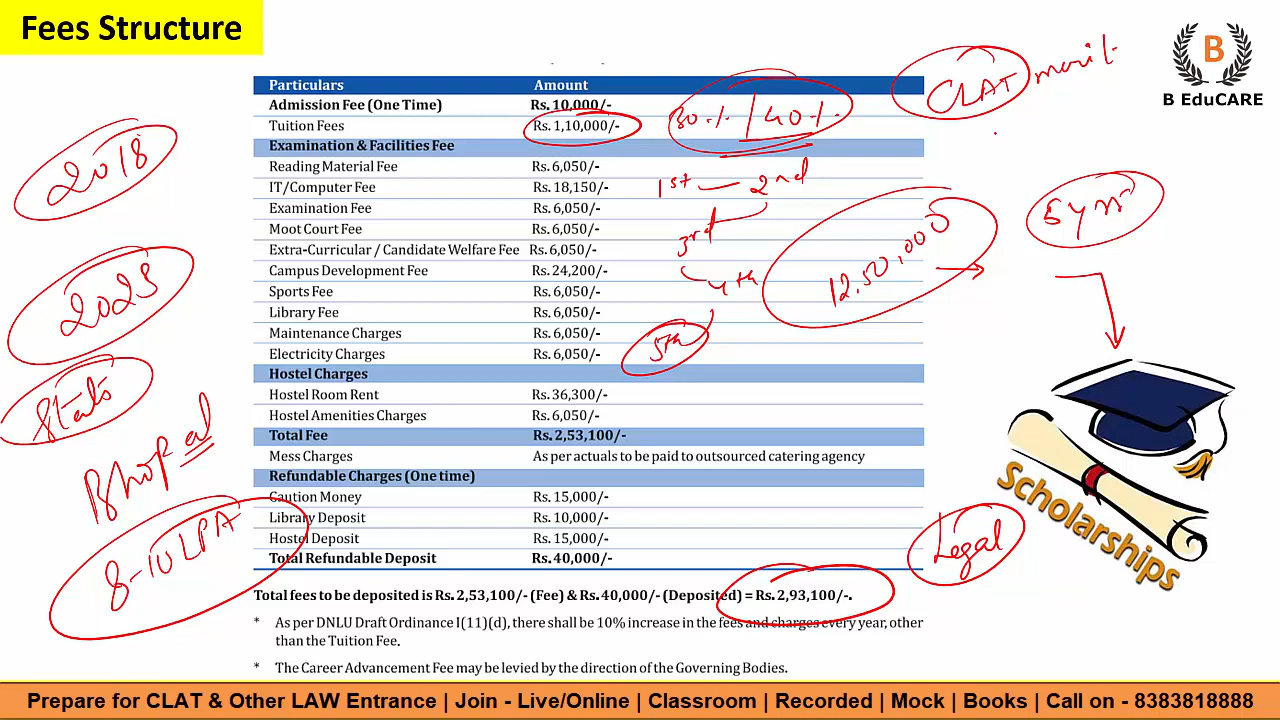 Fees Structure
B
B EduCARE
CLAT merit
Particulars Amount
Admission Fee (One Time) Rs. 10,000/-
Tuition Fees Rs. 1,10,000/-
30% / 40%
Examination & Facilities Fee
Reading Material Fee Rs. 6,050/-
IT/Computer Fee Rs. 18,150/-
1st — 2nd
2018
Examination Fee Rs. 6,050/-
Moot Court Fee Rs. 6,050/-
5 yrs
Extra-Curricular / Candidate Welfare Fee Rs. 6,050/-
3rd
12,50,000
Campus Development Fee Rs. 24,200/-
4th
Sports Fee Rs. 6,050/-
Library Fee Rs. 6,050/-
2023
Maintenance Charges Rs. 6,050/-
5th
Electricity Charges Rs. 6,050/-
Hostel Charges
Hostel Room Rent Rs. 36,300/-
Hostel Amenities Charges Rs. 6,050/-
Total Fee Rs. 2,53,100/-
Mess Charges As per actuals to be paid to outsourced catering agency
Bhopal
Refundable Charges (One time)
Caution Money Rs. 15,000/-
Library Deposit Rs. 10,000/-
Hostel Deposit Rs. 15,000/-
Total Refundable Deposit Rs. 40,000/-
Scholarships
Legal
8-10 LPA
Total fees to be deposited is Rs. 2,53,100/- (Fee) & Rs. 40,000/- (Deposited) = Rs. 2,93,100/-.
* As per DNLU Draft Ordinance I(11)(d), there shall be 10% increase in the fees and charges every year, other
than the Tuition Fee.
* The Career Advancement Fee may be levied by the direction of the Governing Bodies.
Prepare for CLAT & Other LAW Entrance | Join - Live/Online | Classroom | Recorded | Mock | Books | Call on - 8383818888